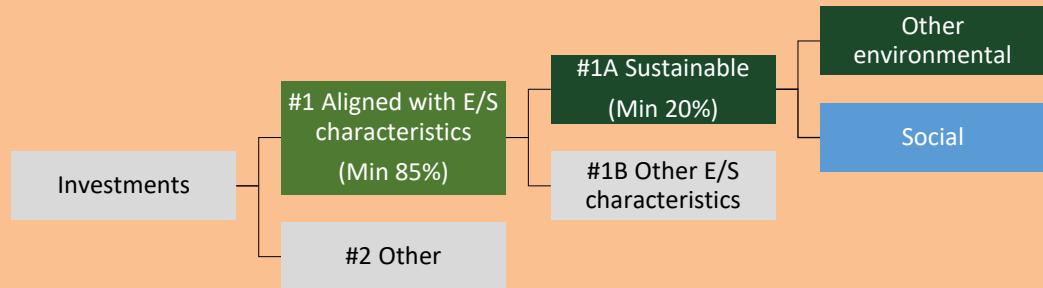 Investments
#1 Aligned with E/S
characteristics
(Min 85%)
#2 Other
#1A Sustainable
(Min 20%)
#1B Other E/S
characteristics
Other
environmental
Social